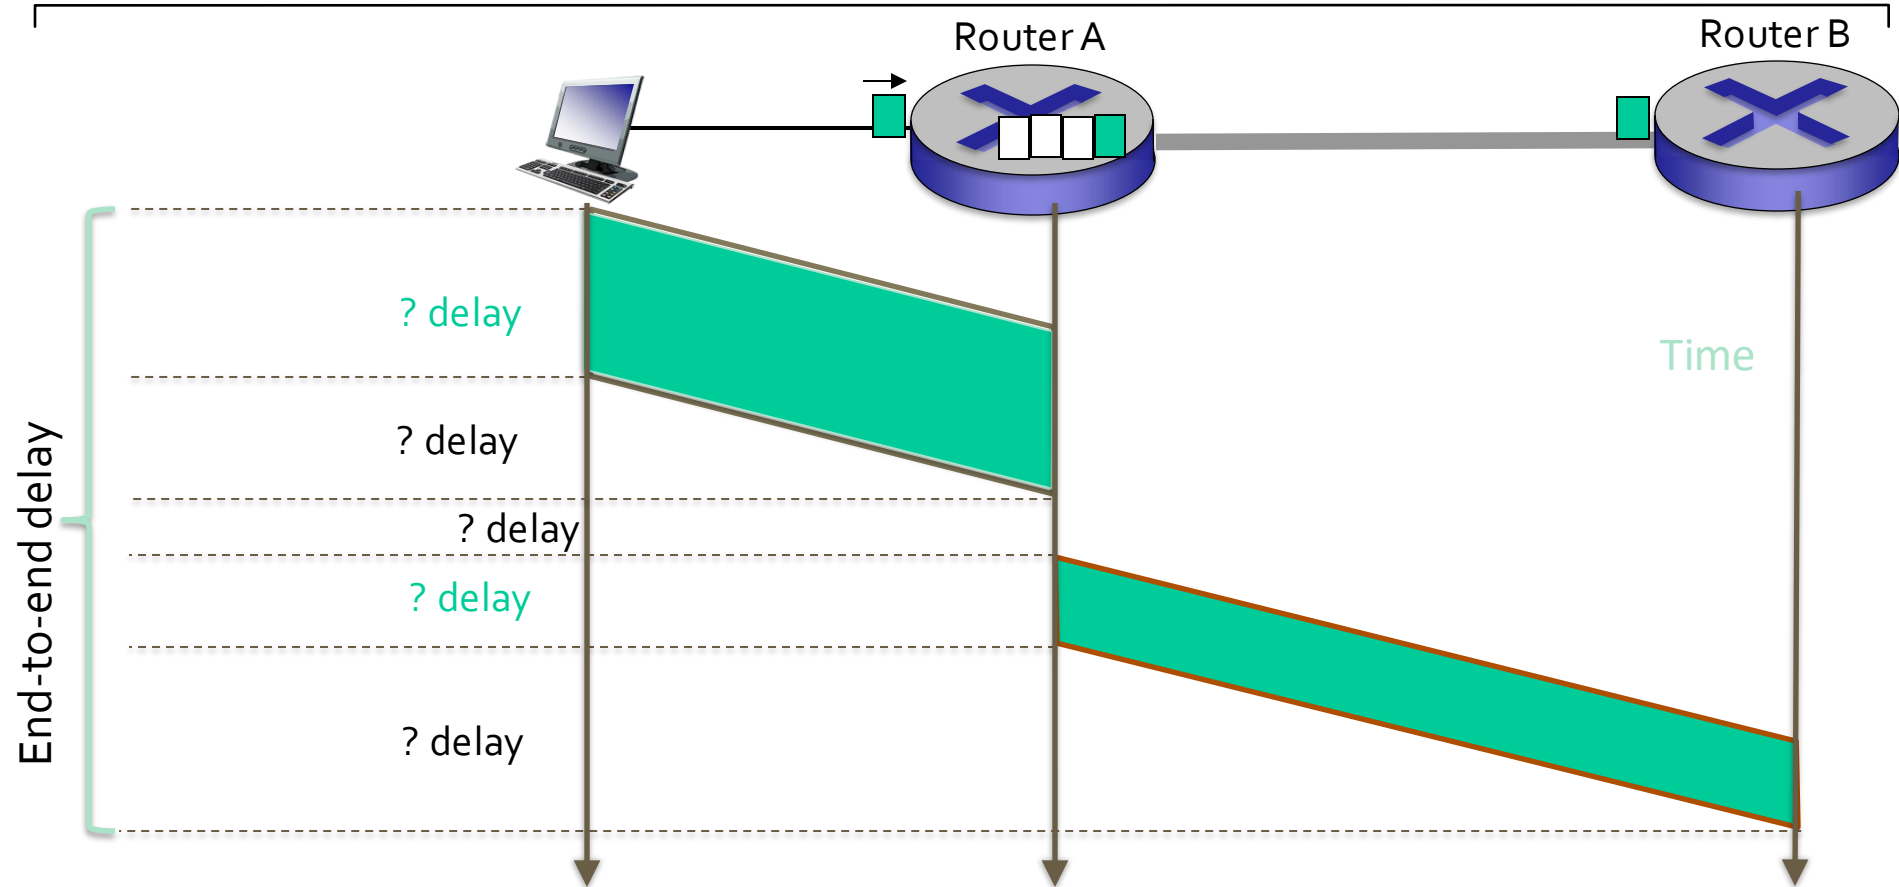 Router A
Router B
? delay
Time
? delay
? delay
? delay
? delay
End-to-end delay